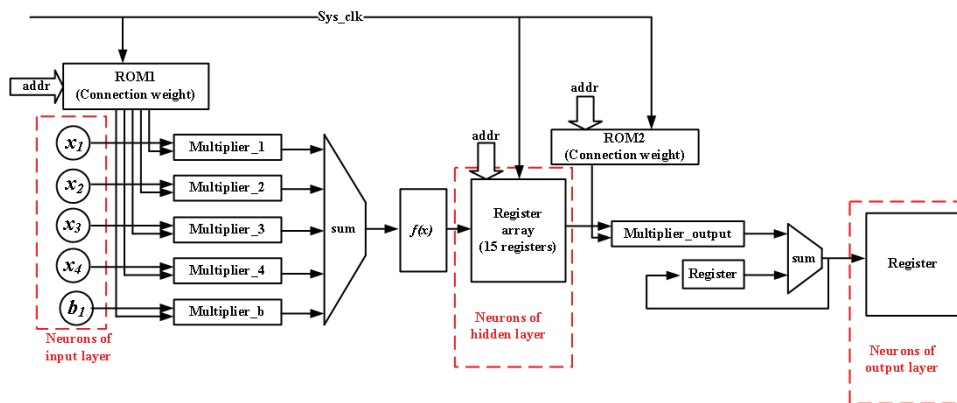 Sys_clk
addr
ROM1
(Connection weight)
addr
addr
ROM2
(Connection weight)
x1
x2
x3
x4
b1
Multiplier_1
Multiplier_2
Multiplier_3
Multiplier_4
Multiplier_b
sum
f(x)
Register
array
(15 registers)
Multiplier_output
Register
sum
Register
Neurons of
input layer
Neurons of
hidden layer
Neurons of
output layer